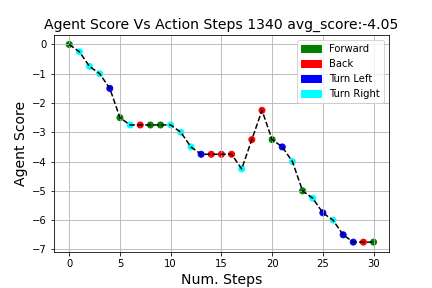 Agent Score Vs Action Steps 1340 avg_score:-4.05
Agent Score
0
−1
−2
−3
−4
−5
−6
−7
Forward
Back
Turn Left
Turn Right
0 5 10 15 20 25 30
Num. Steps